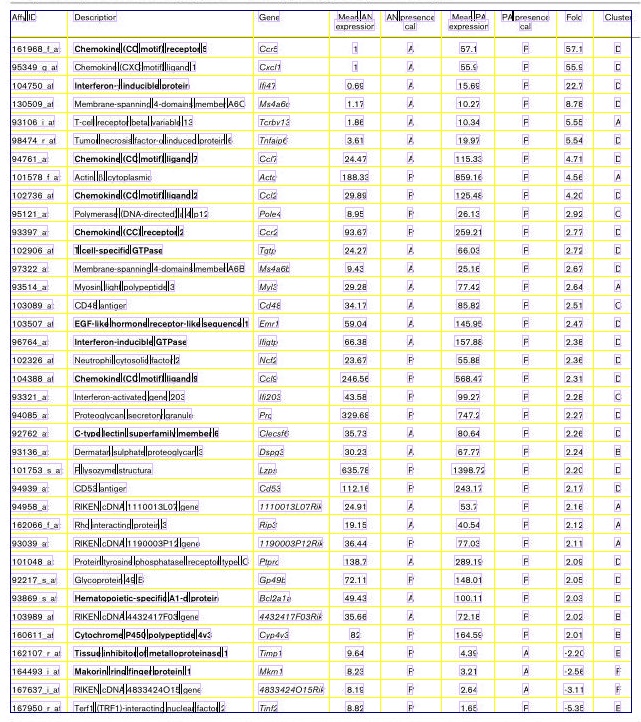 Affy ID Description Gene Mean AN expression AN presence call Mean PA expression PA presence call Fold Cluster
161968_f_at Chemokine (CC motif) receptor 5 Ccr5 1 A 57.1 P 57.1 D
95349_g_at Chemokine (CXC motif) ligand 1 Cxcl1 1 A 55.9 P 55.9 D
104750_at Interferon- inducible protein Ifi47 0.69 A 15.69 P 22.7 D
130509_at Membrane-spanning 4-domains member A6C Ms4a6c 1.17 A 10.27 P 8.78 D
93106_i_at T-cell receptor beta variable 13 Tcrbv13 1.86 A 10.34 P 5.55 A
98474_r_at Tumor necrosis factor- induced protein 6 Tnfaip6 3.61 A 19.97 P 5.54 D
94761_at Chemokine (CC motif) ligand 7 Ccl7 24.47 A 115.33 P 4.71 D
101578_f_at Actin β cytoplasmic Actc 188.33 P 859.16 P 4.56 A
102736_at Chemokine (CC motif) ligand 2 Ccl2 29.89 A 125.48 P 4.20 D
95121_at Polymerase (DNA-directed) p12 Pole4 8.95 P 26.13 P 2.92 C
93397_at Chemokine (CC) receptor 2 Ccr2 93.67 A 259.21 P 2.77 D
102906_at T cell-specific GTPase Tgtp 24.27 A 66.03 P 2.72 D
97322_at Membrane-spanning 4-domains member A6B Ms4a6b 9.43 A 25.16 P 2.67 D
93514_at Myosin light polypeptide 3 Myl3 29.28 A 77.42 P 2.64 A
103089_at CD48 antigen Cd48 34.17 A 85.82 P 2.51 C
103507_at EGF-like hormone receptor-like sequence 1 Emr1 59.04 A 145.95 P 2.47 D
96764_at Interferon-inducible GTPase Iigtp 66.38 P 157.88 P 2.38 D
102326_at Neutrophil cytosolic factor 2 Ncf2 23.67 P 55.88 P 2.36 D
104388_at Chemokine (CC motif) ligand 9 Ccl9 246.56 P 568.47 P 2.31 D
93321_at Interferon-activated gene 203 Ifi203 43.58 P 99.27 P 2.28 C
94085_at Proteoglycan secretory granule Prg 329.68 P 747.2 P 2.27 D
92762_at C-type lectin superfamily member 6 Clecsf6 35.73 A 80.64 P 2.26 D
93136_at Dermatan sulphate proteoglycan 3 Dspg3 30.23 A 67.77 P 2.24 B
101753_s_at P lysozyme structural Lzps 635.78 P 1398.72 P 2.20 D
94939_at CD53 antigen Cd53 112.16 P 243.17 P 2.17 D
94958_at RIKEN cDNA 1110013L07 gene 1110013L07Rik 24.91 A 53.7 P 2.16 A
162066_f_at Rhd interacting protein 3 Rip3 19.15 A 40.54 P 2.12 A
93039_at RIKEN cDNA 1190003P12 gene 1190003P12Rik 36.44 P 77.03 P 2.11 A
101048_at Protein tyrosine phosphatase receptor type C Ptprc 138.7 P 289.19 P 2.09 D
92217_s_at Glycoprotein 49 B Gp49b 72.11 P 148.01 P 2.05 D
93869_s_at Hematopoietic-specific A1-d protein Bcl2a1d 49.43 P 100.11 P 2.03 D
103989_at RIKEN cDNA 4432417F03 gene 4432417F03Rik 35.66 P 72.18 P 2.02 B
160611_at Cytochrome P450 polypeptide 4v3 Cyp4v3 82 P 164.59 P 2.01 B
162107_r_at Tissue inhibitor of metalloproteinase 1 Timp1 9.64 P 4.39 A -2.20 E
164493_i_at Makorin ring finger protein 1 Mkrn1 8.23 P 3.21 A -2.56 F
167637_i_at RIKEN cDNA 4833424O15 gene 4833424O15Rik 8.19 P 2.64 A -3.11 F
167950_r_at Terf1 (TRF1)-interacting nuclear factor 2 Tinf2 8.82 P 1.65 A -5.35 E